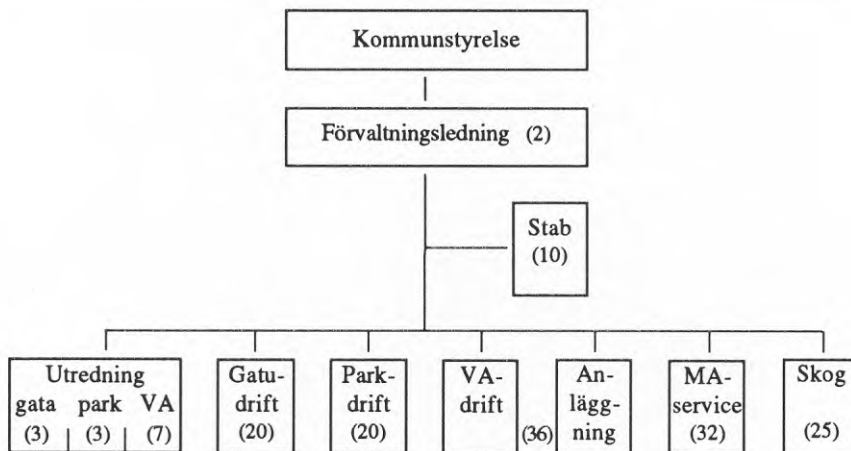 Kommunstyrelse
Förvaltningsledning (2)
Stab
(10)
Utredning
gata park VA
(3) (3) (7)
Gatu-
drift
(20)
Park-
drift
(20)
VA-
drift
(36)
An-
lägg-
ning
MA-
service
(32)
Skog
(25)